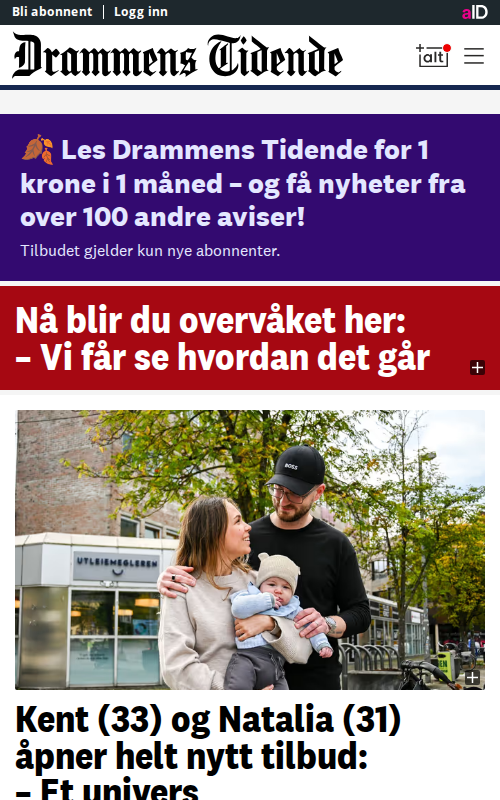 Bli abonnent
Logg inn
aID
Drammens Tidende
+alt
🍂 Les Drammens Tidende for 1
krone i 1 måned – og få nyheter fra
over 100 andre aviser!
Tilbudet gjelder kun nye abonnenter.
Nå blir du overvåket her:
– Vi får se hvordan det går
BOSS
UTLEIEMEGLEREN
Kent (33) og Natalia (31)
åpner helt nytt tilbud:
– Et univers